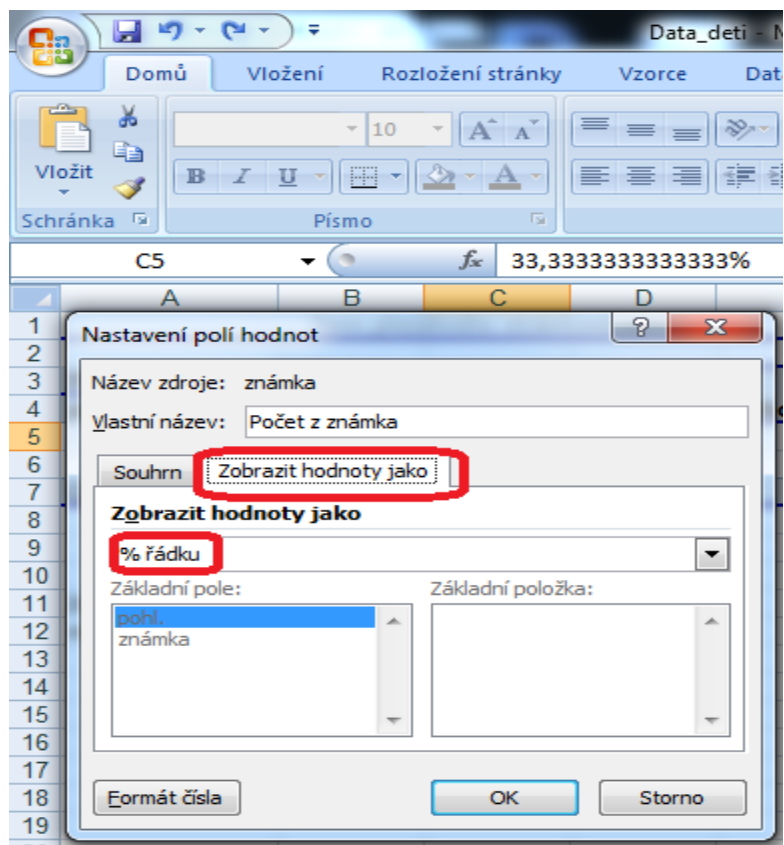 Data_deti - M
Domů Vložení Rozložení stránky Vzorce Dat
10 A A
Vložit B I U A
Schránka Písmo
C5 fx 33,3333333333333%
A B C D
1
2
3
4
5
6
7
8
9
10
11
12
13
14
15
16
17
18
19
Nastavení polí hodnot ?
Název zdroje: známka
Vlastní název: Počet z známka
Souhrn Zobrazit hodnoty jako
Zobrazit hodnoty jako
% řádku
Základní pole: Základní položka:
pohl.
známka
Formát čísla OK Storno